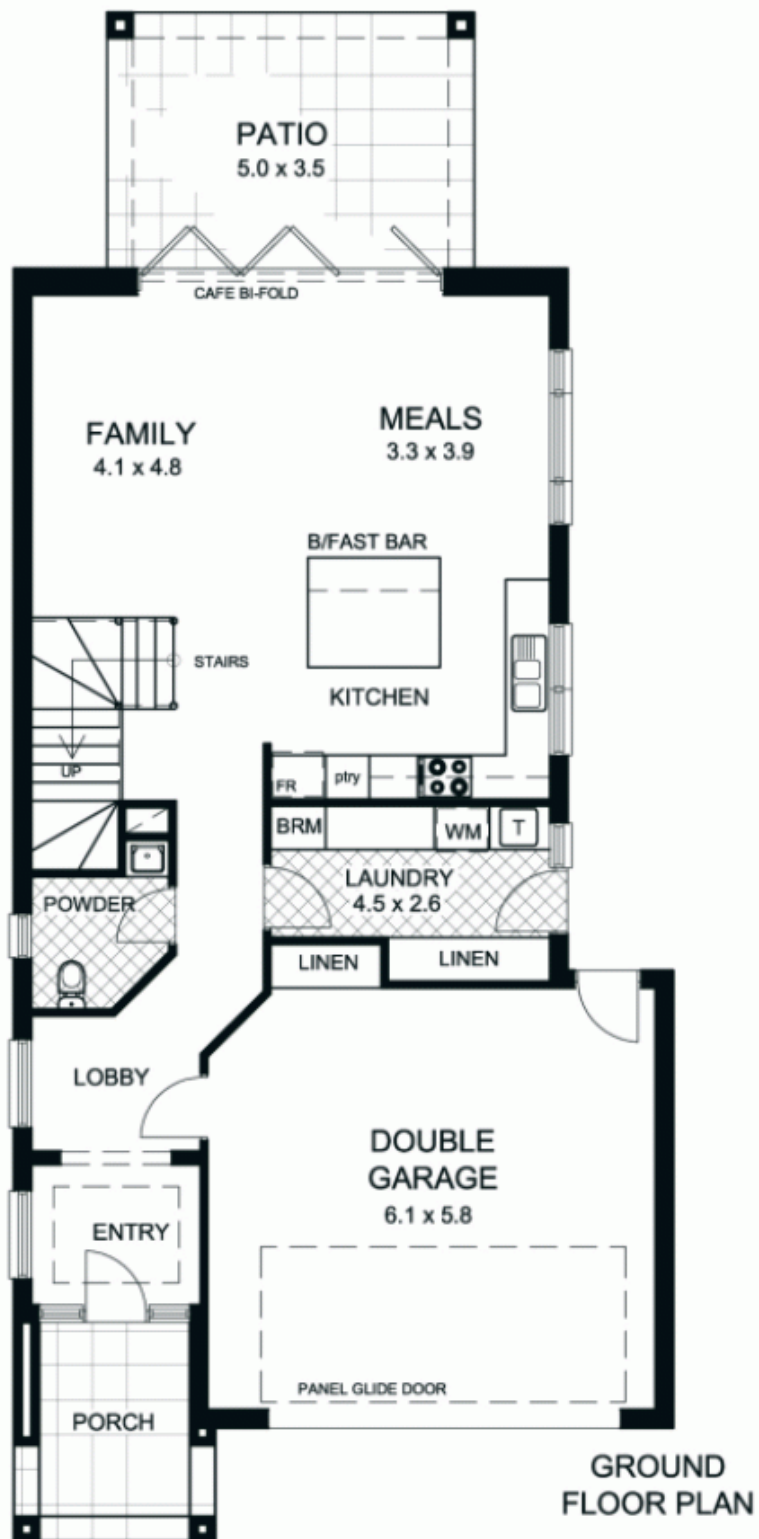 PATIO
5.0 x 3.5
CAFE BI-FOLD
FAMILY
4.1 x 4.8
MEALS
3.3 x 3.9
B/FAST BAR
STAIRS
KITCHEN
UP
FR
ptry
BRM
WM
T
LAUNDRY
4.5 x 2.6
POWDER
LINEN
LINEN
LOBBY
DOUBLE
GARAGE
6.1 x 5.8
ENTRY
PANEL GLIDE DOOR
PORCH
GROUND
FLOOR PLAN